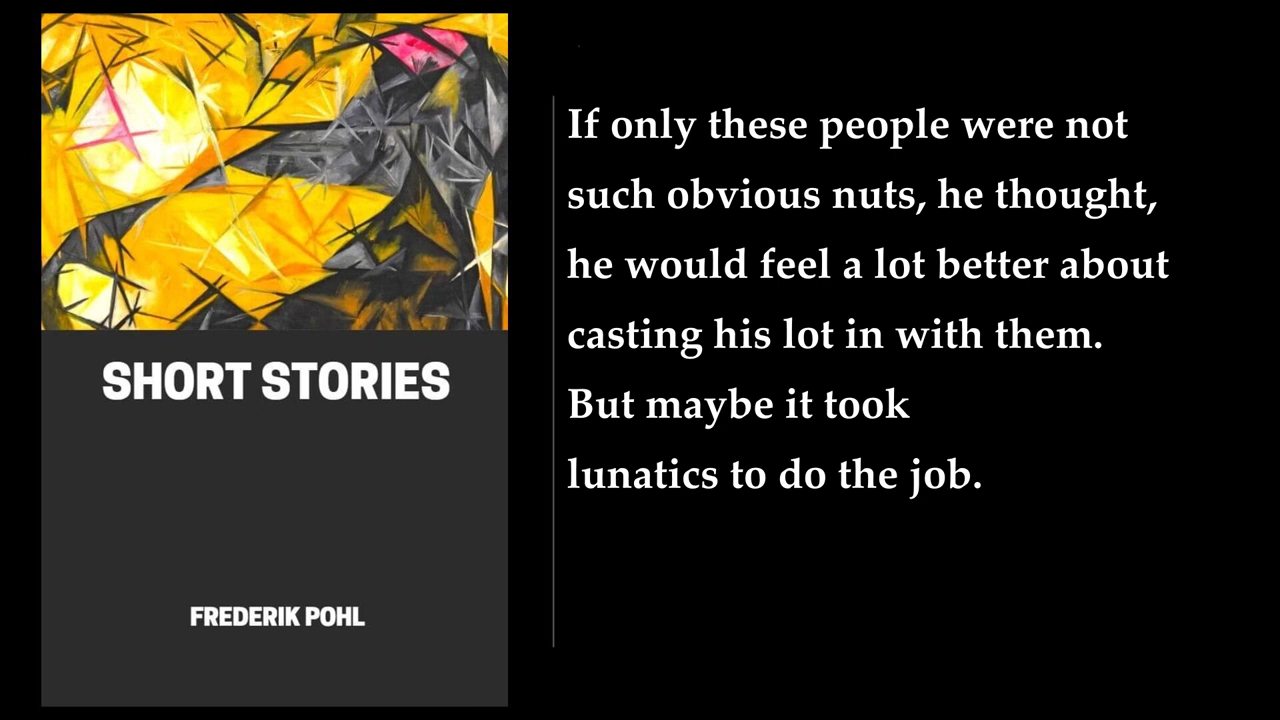 SHORT STORIES
FREDERIK POHL
If only these people were not
such obvious nuts, he thought,
he would feel a lot better about
casting his lot in with them.
But maybe it took
lunatics to do the job.